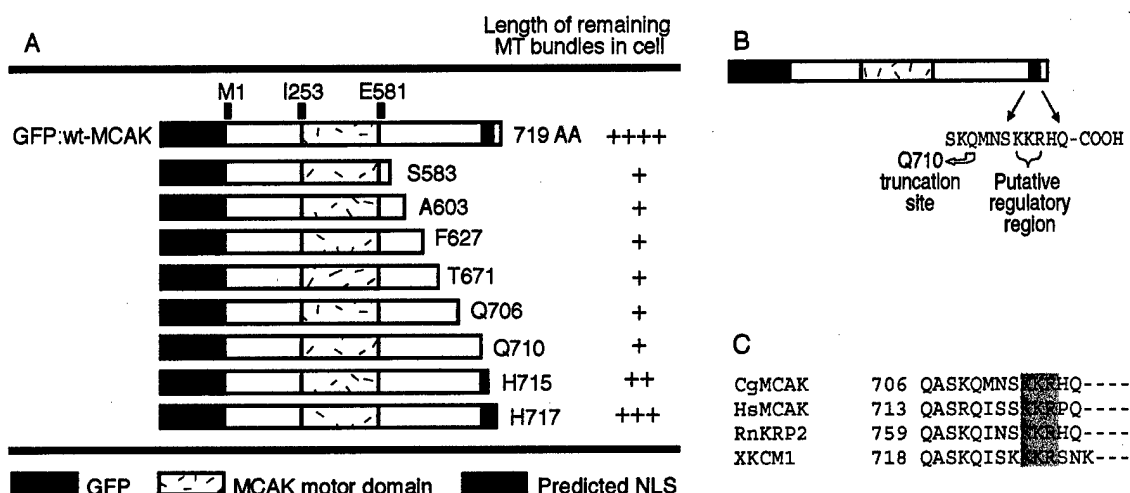 A
Length of remaining
MT bundles in cell
M1 I253 E581
GFP:wt-MCAK 719 AA ++++
S583 +
A603 +
F627 +
T671 +
Q706 +
Q710 +
H715 ++
H717 +++
GFP MCAK motor domain Predicted NLS
B
SKQMNSKKRHQ-COOH
Q710
truncation
site
Putative
regulatory
region
C
CgMCAK 706 QASKQMNSKKRHQ----
HsMCAK 713 QASRQISSKKRPQ----
RnKRP2 759 QASKQINSKKRHQ----
XKCM1 718 QASKQISKKKRSNK---